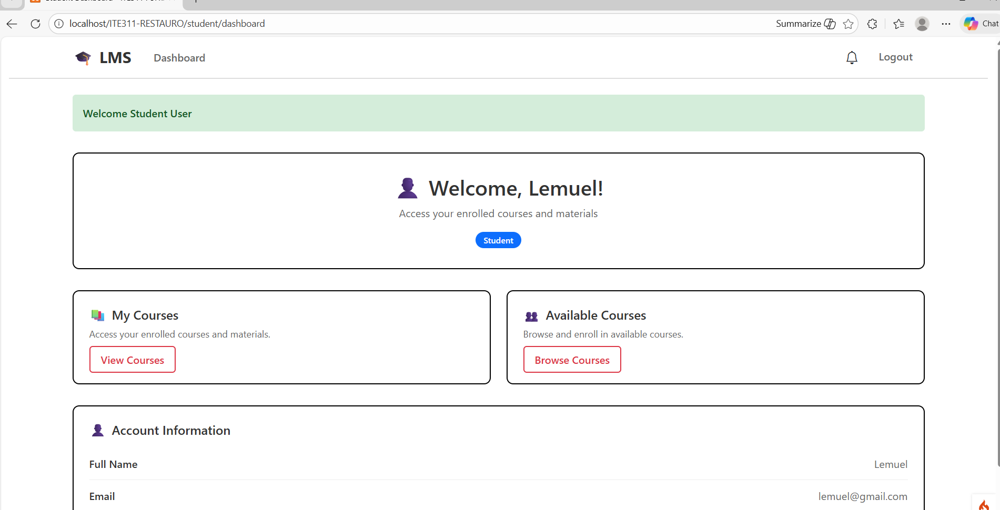 localhost/ITE311-RESTAURO/student/dashboard
Summarize
Chat
LMS
Dashboard
Logout
Welcome Student User
Welcome, Lemuel!
Access your enrolled courses and materials
Student
My Courses
Access your enrolled courses and materials.
View Courses
Available Courses
Browse and enroll in available courses.
Browse Courses
Account Information
Full Name
Lemuel
Email
lemuel@gmail.com